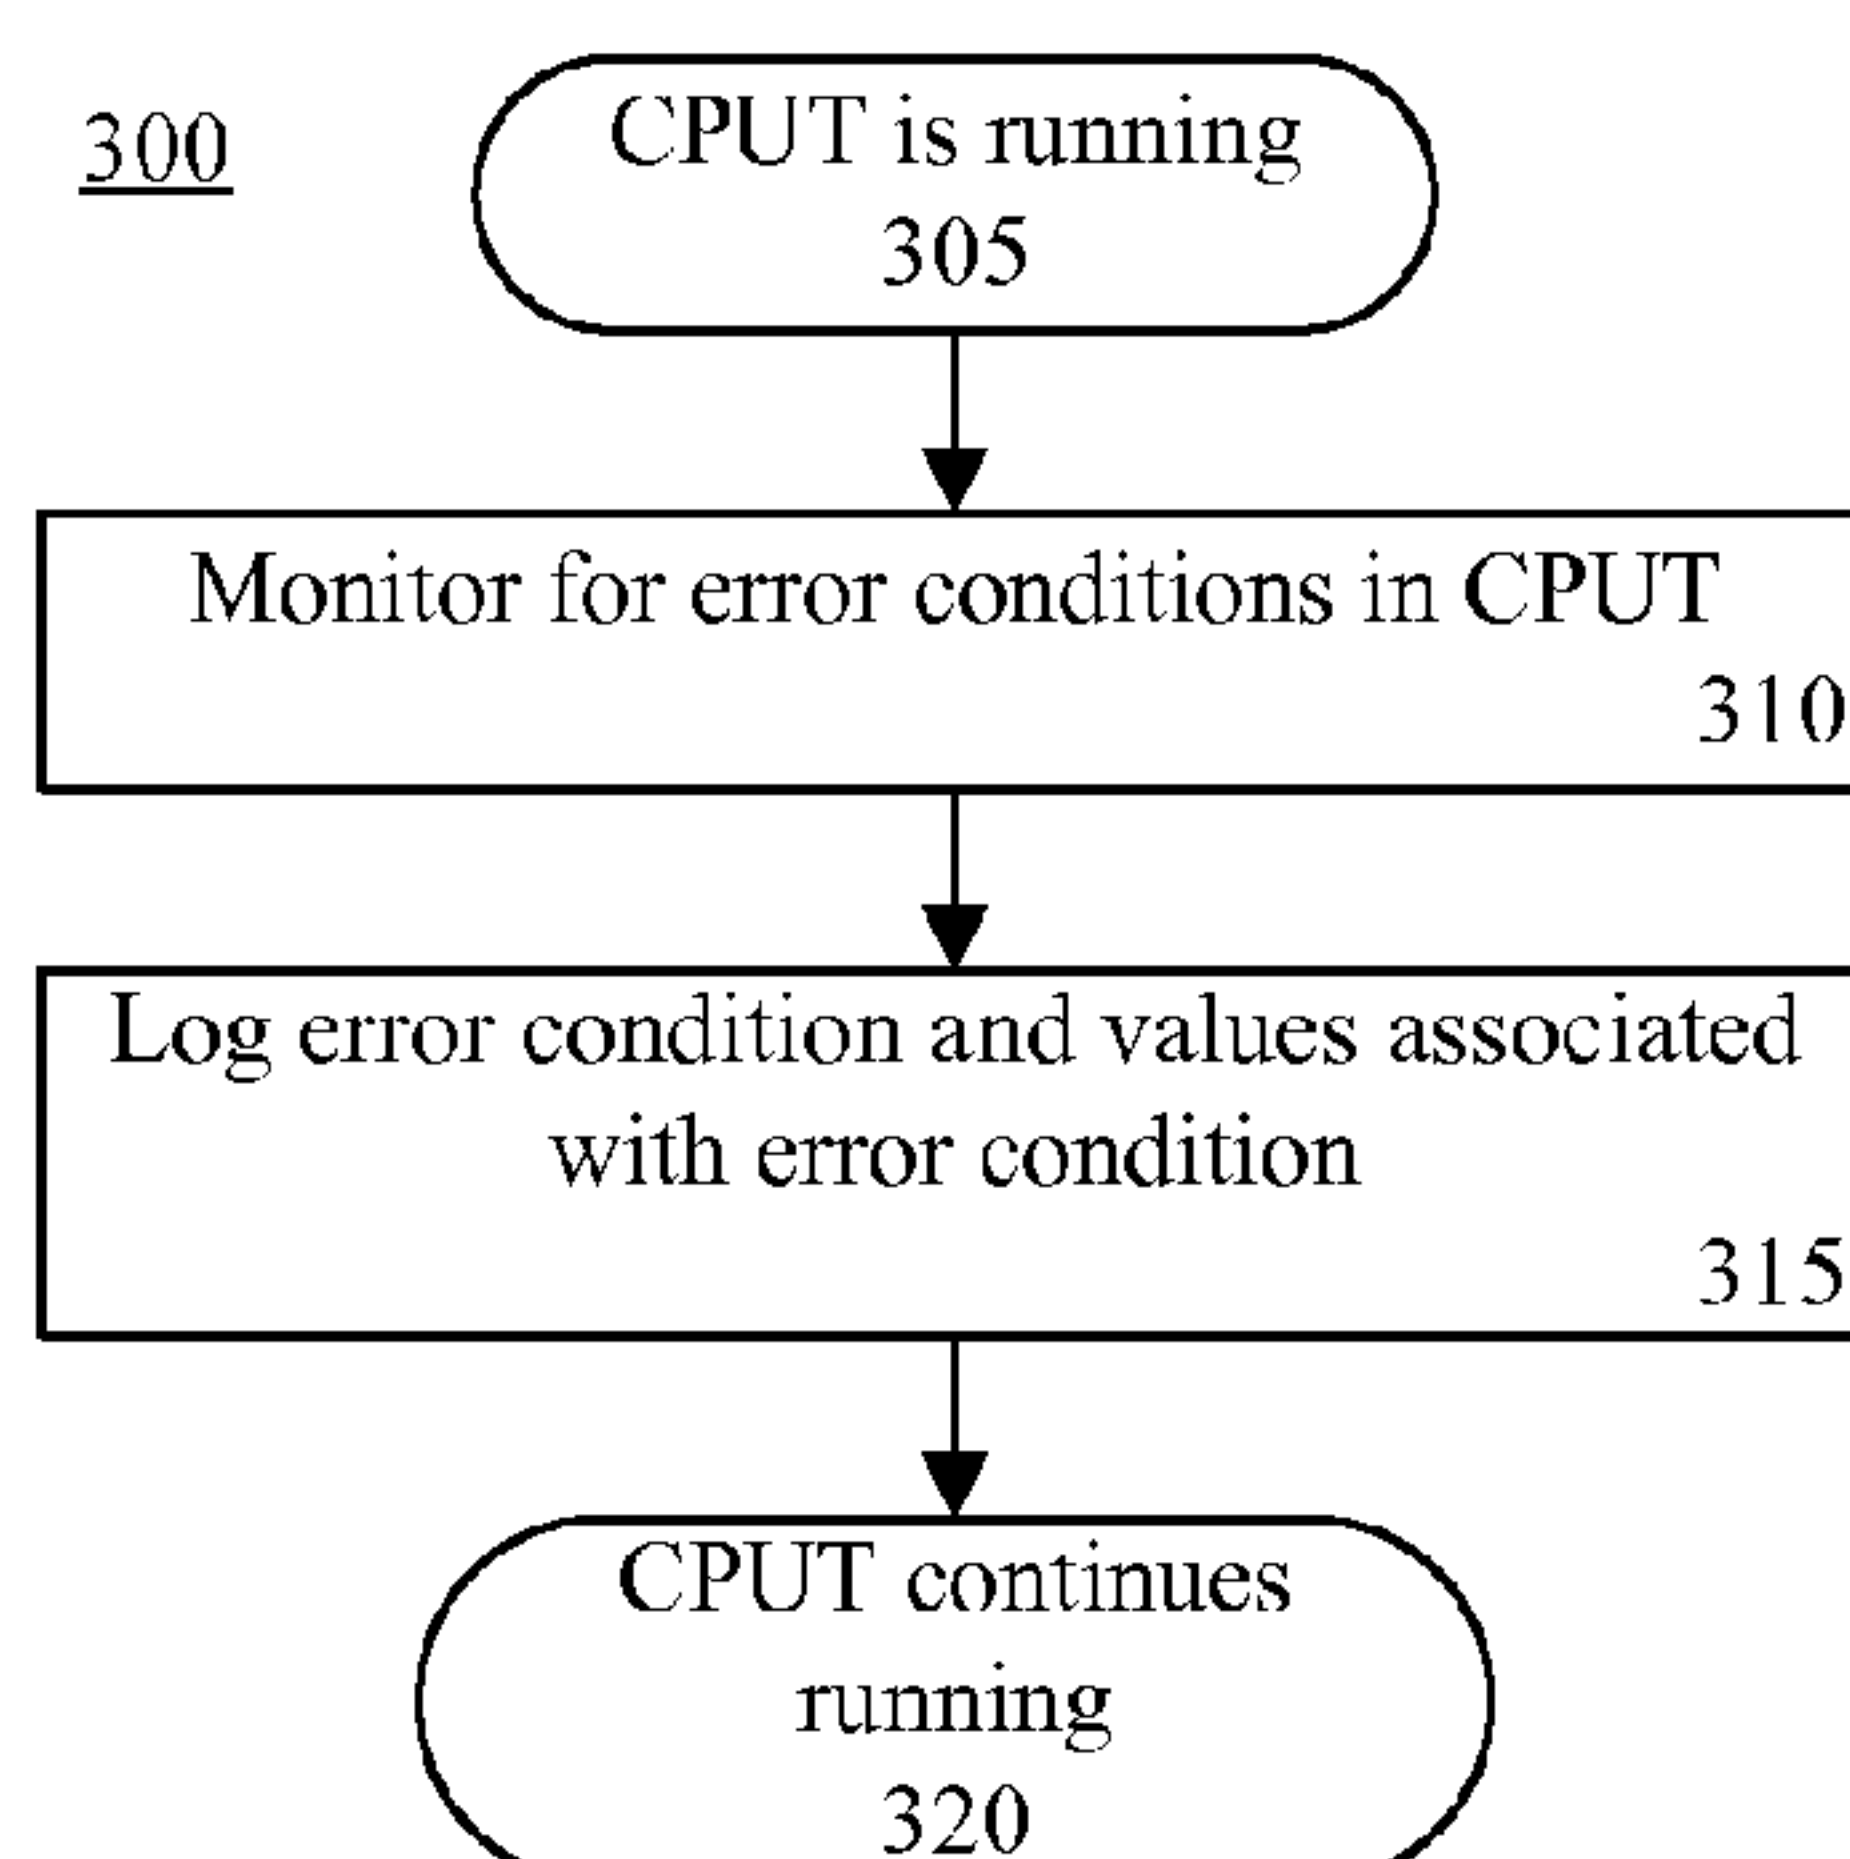 300
CPUT is running
305
Monitor for error conditions in CPUT
310
Log error condition and values associated
with error condition
315
CPUT continues
running
320